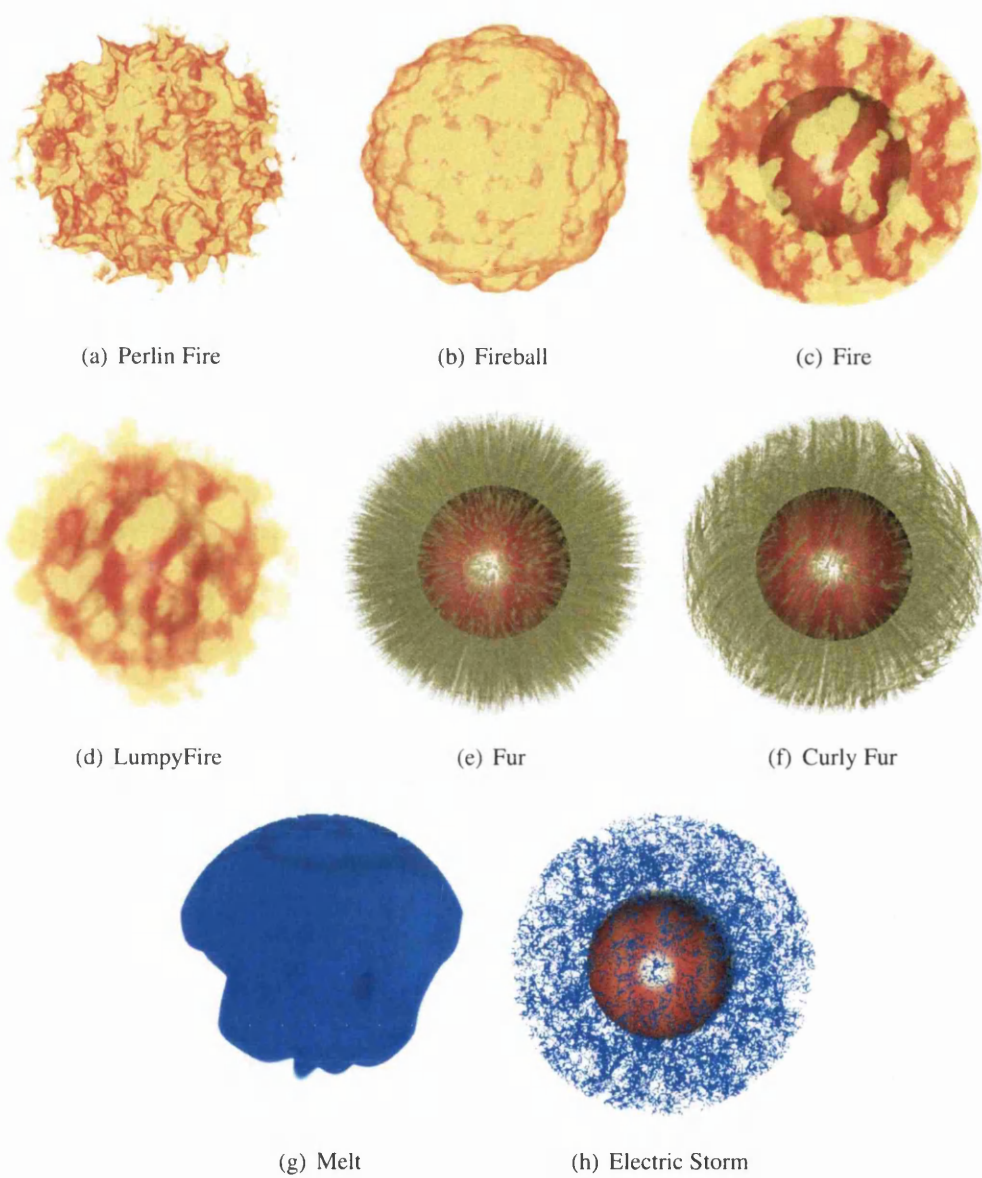 (a) Perlin Fire
(b) Fireball
(c) Fire
(d) LumpyFire
(e) Fur
(f) Curly Fur
(g) Melt
(h) Electric Storm